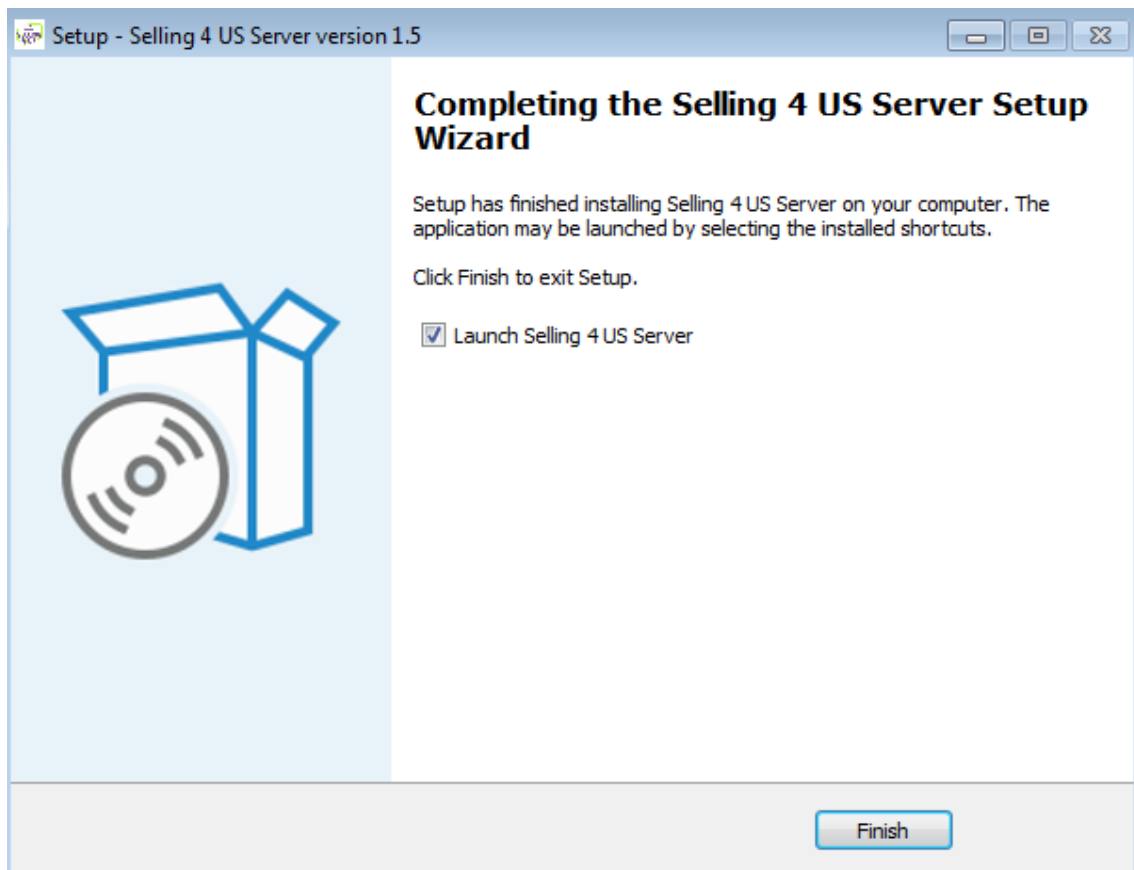 Setup - Selling 4 US Server version 1.5
Completing the Selling 4 US Server Setup
Wizard
Setup has finished installing Selling 4 US Server on your computer. The
application may be launched by selecting the installed shortcuts.
Click Finish to exit Setup.
Launch Selling 4 US Server
Finish